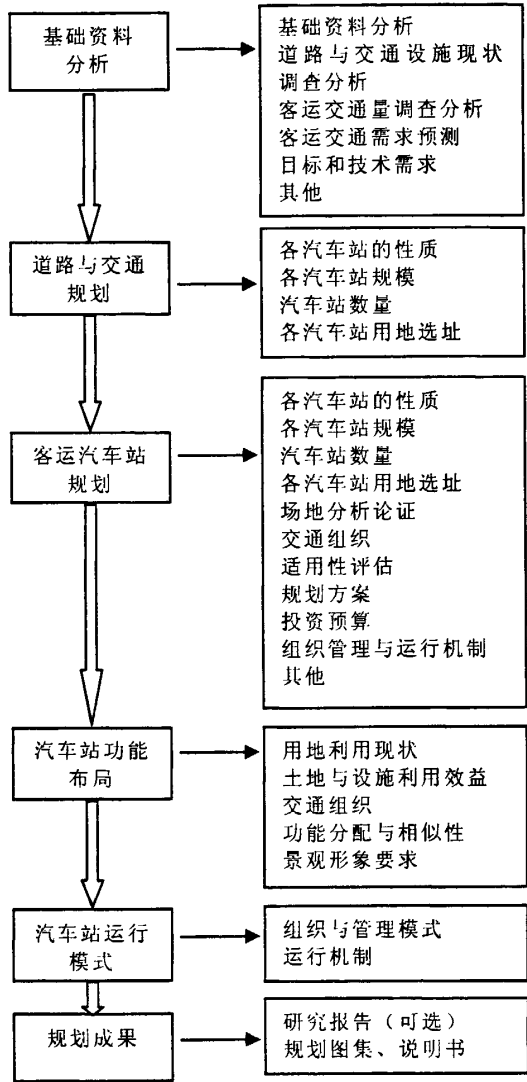 基础资料
分析
基础资料分析
道路与交通设施现状
调查分析
客运交通量调查分析
客运交通需求预测
目标和技术需求
其他
道路与交通
规划
各汽车站的性质
各汽车站规模
汽车站数量
各汽车站用地选址
客运汽车站
规划
各汽车站的性质
各汽车站规模
汽车站数量
各汽车站用地选址
场地分析论证
交通组织
适用性评估
规划方案
投资预算
组织管理与运行机制
其他
汽车站功能
布局
用地利用现状
土地与设施利用效益
交通组织
功能分配与相似性
景观形象要求
汽车站运行
模式
组织与管理模式
运行机制
规划成果
研究报告（可选）
规划图集、说明书